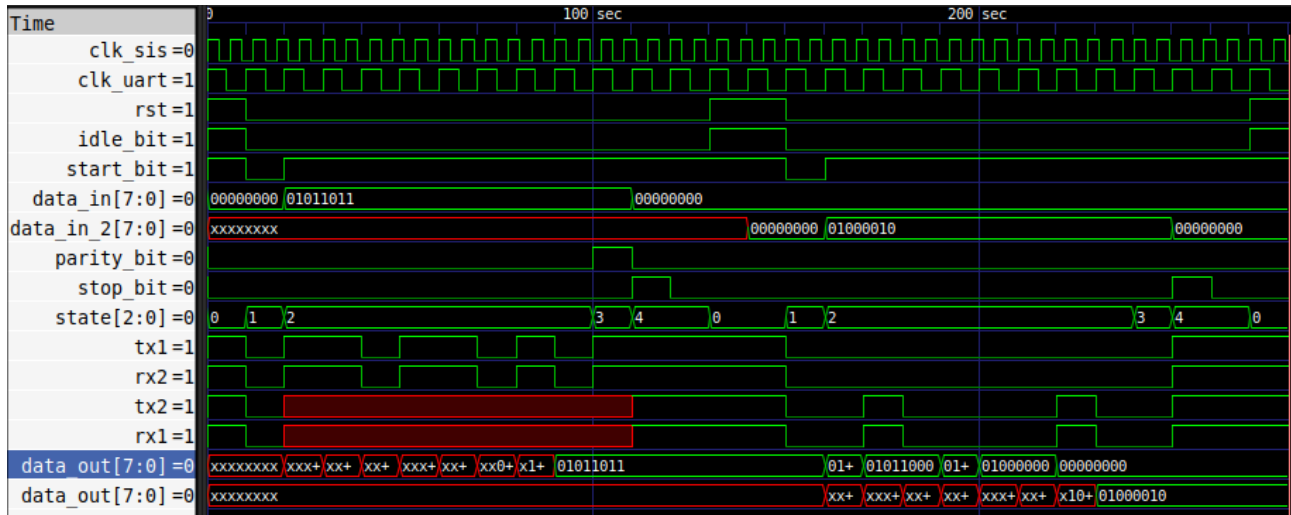 Time 0 100 sec 200 sec
clk_sis =0
clk_uart =1
rst =1
idle_bit =1
start_bit =1
data_in[7:0] =0 00000000 01011011 00000000
data_in_2[7:0] =0 xxxxxxxx 00000000 01000010 00000000
parity_bit =0
stop_bit =0
state[2:0] =0 0 1 2 3 4 0 1 2 3 4 0
tx1 =1
rx2 =1
tx2 =1
rx1 =1
data_out[7:0] =0 xxxxxxxx xxx+ xx+ xx+ xxx+ xx+ xx0+ x1+ 01011011 01+ 01011000 01+ 01000000 00000000
data_out[7:0] =0 xxxxxxxx xx+ xxx+ xx+ xx+ xxx+ xx+ x10+ 01000010